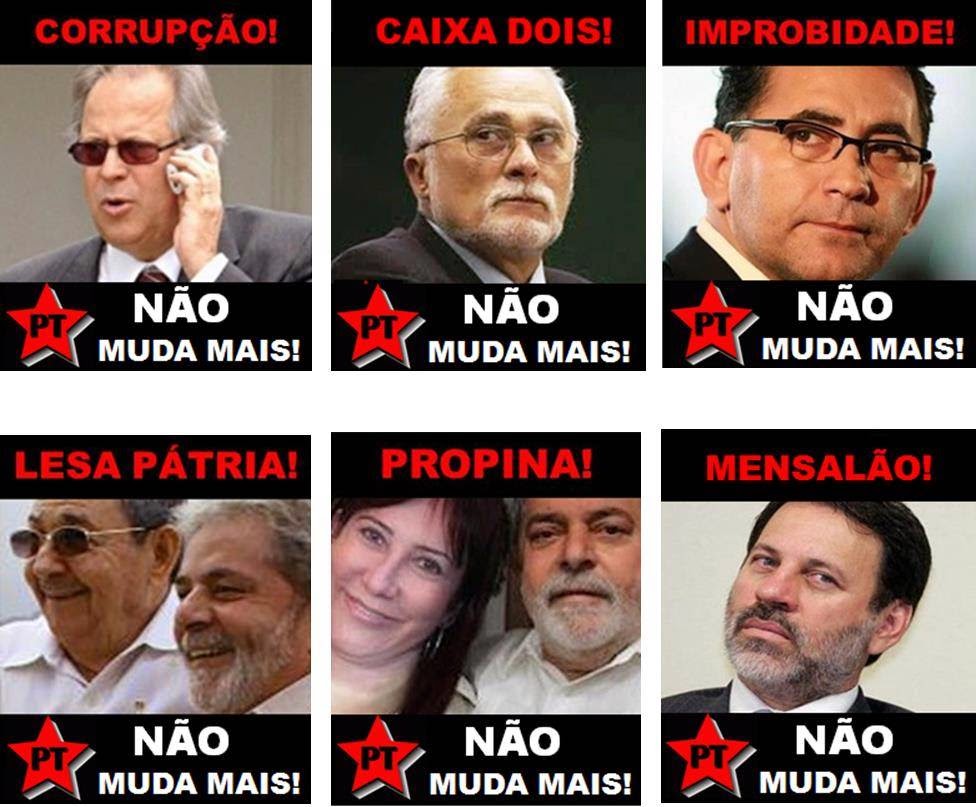 CORRUPÇÃO!
PT
NÃO
MUDA MAIS!
CAIXA DOIS!
PT
NÃO
MUDA MAIS!
IMPROBIDADE!
PT
NÃO
MUDA MAIS!
LESA PÁTRIA!
PT
NÃO
MUDA MAIS!
PROPINA!
PT
NÃO
MUDA MAIS!
MENSALÃO!
PT
NÃO
MUDA MAIS!